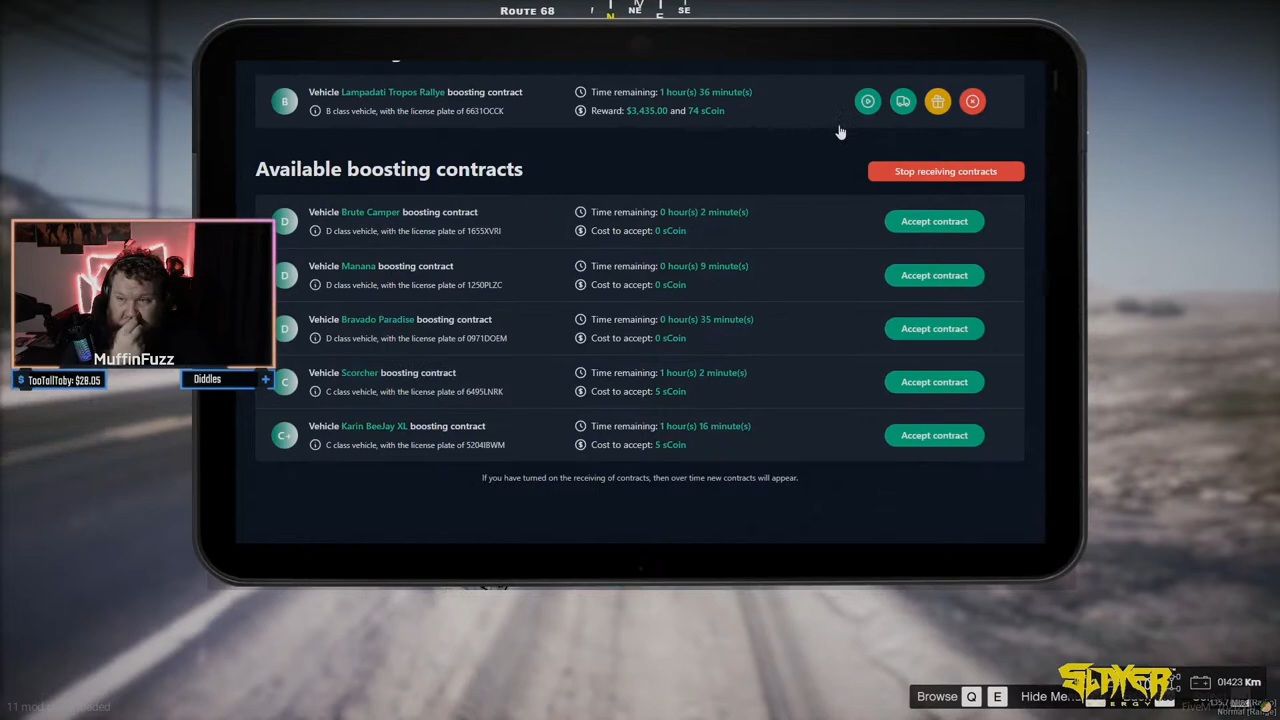 ROUTE 68
N
NE
E
SE
B
Vehicle Lampadati Tropos Rallye boosting contract
B class vehicle, with the license plate of 6631OCCK
Time remaining: 1 hour(s) 36 minute(s)
Reward: $3,435.00 and 74 sCoin
Available boosting contracts
Stop receiving contracts
D
Vehicle Brute Camper boosting contract
D class vehicle, with the license plate of 1655XVRI
Time remaining: 0 hour(s) 2 minute(s)
Cost to accept: 0 sCoin
Accept contract
D
Vehicle Manana boosting contract
D class vehicle, with the license plate of 1250PLZC
Time remaining: 0 hour(s) 9 minute(s)
Cost to accept: 0 sCoin
Accept contract
D
Vehicle Bravado Paradise boosting contract
D class vehicle, with the license plate of 0971DOEM
Time remaining: 0 hour(s) 35 minute(s)
Cost to accept: 0 sCoin
Accept contract
C
Vehicle Scorcher boosting contract
C class vehicle, with the license plate of 6495LNRK
Time remaining: 1 hour(s) 2 minute(s)
Cost to accept: 5 sCoin
Accept contract
C+
Vehicle Karin BeeJay XL boosting contract
C class vehicle, with the license plate of 5204IBWM
Time remaining: 1 hour(s) 16 minute(s)
Cost to accept: 5 sCoin
Accept contract
If you have turned on the receiving of contracts, then over time new contracts will appear.
MuffinFuzz
$ TooTallToby: $28.05
Diddles +
SLAYER
01423 Km
Browse Q E Hide